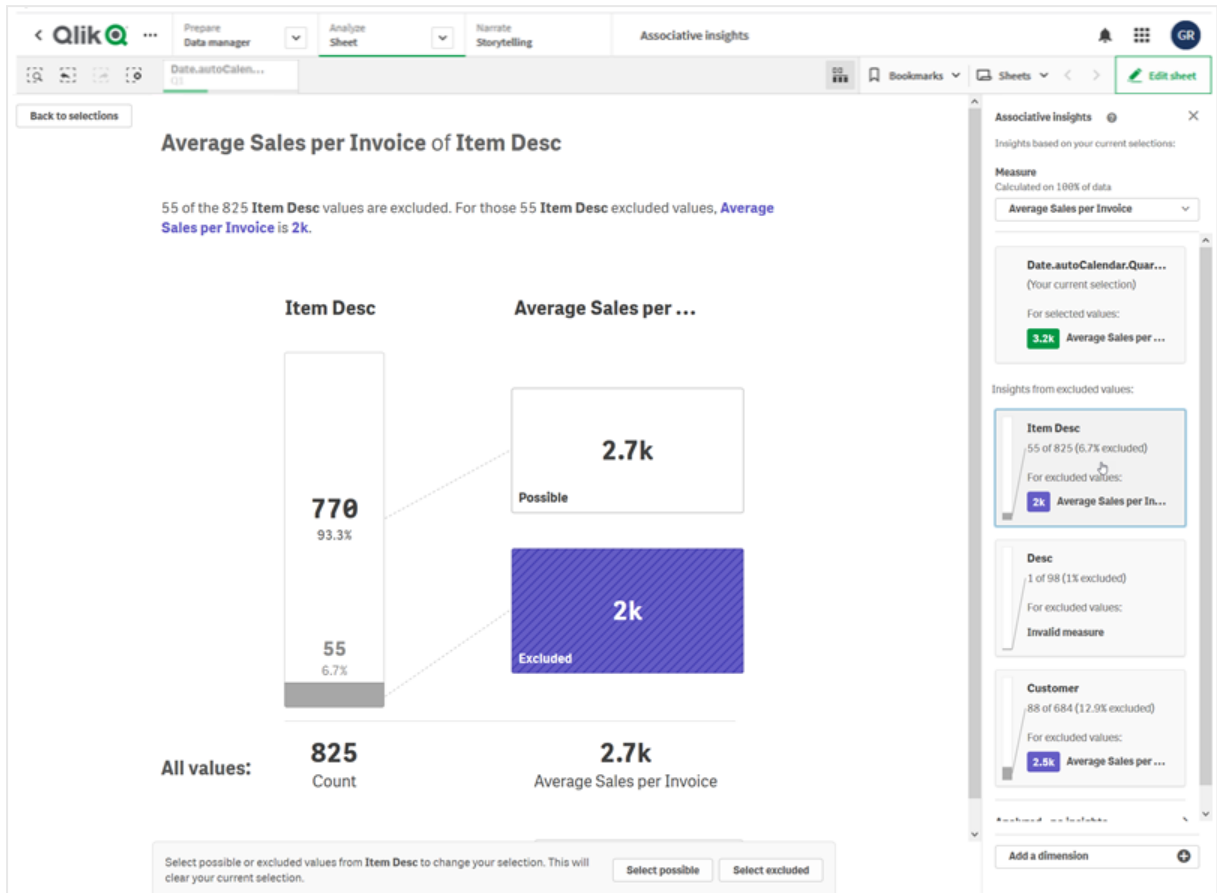 Qlik
Prepare
Data manager
Analyze
Sheet
Narrate
Storytelling
Associative insights
GR
Date.autoCalen...
Q1
Bookmarks
Sheets
Edit sheet
Back to selections
Average Sales per Invoice of Item Desc
55 of the 825 Item Desc values are excluded. For those 55 Item Desc excluded values, Average
Sales per Invoice is 2k.
Item Desc
Average Sales per ...
770
93.3%
55
6.7%
2.7k
Possible
2k
Excluded
All values:
825
Count
2.7k
Average Sales per Invoice
Select possible or excluded values from Item Desc to change your selection. This will
clear your current selection.
Select possible
Select excluded
Associative insights
Insights based on your current selections:
Measure
Calculated on 100% of data
Average Sales per Invoice
Date.autoCalendar.Quar...
(Your current selection)
For selected values:
3.2k Average Sales per ...
Insights from excluded values:
Item Desc
55 of 825 (6.7% excluded)
For excluded values:
2k Average Sales per In...
Desc
1 of 98 (1% excluded)
For excluded values:
Invalid measure
Customer
88 of 684 (12.9% excluded)
For excluded values:
2.5k Average Sales per ...
Add a dimension